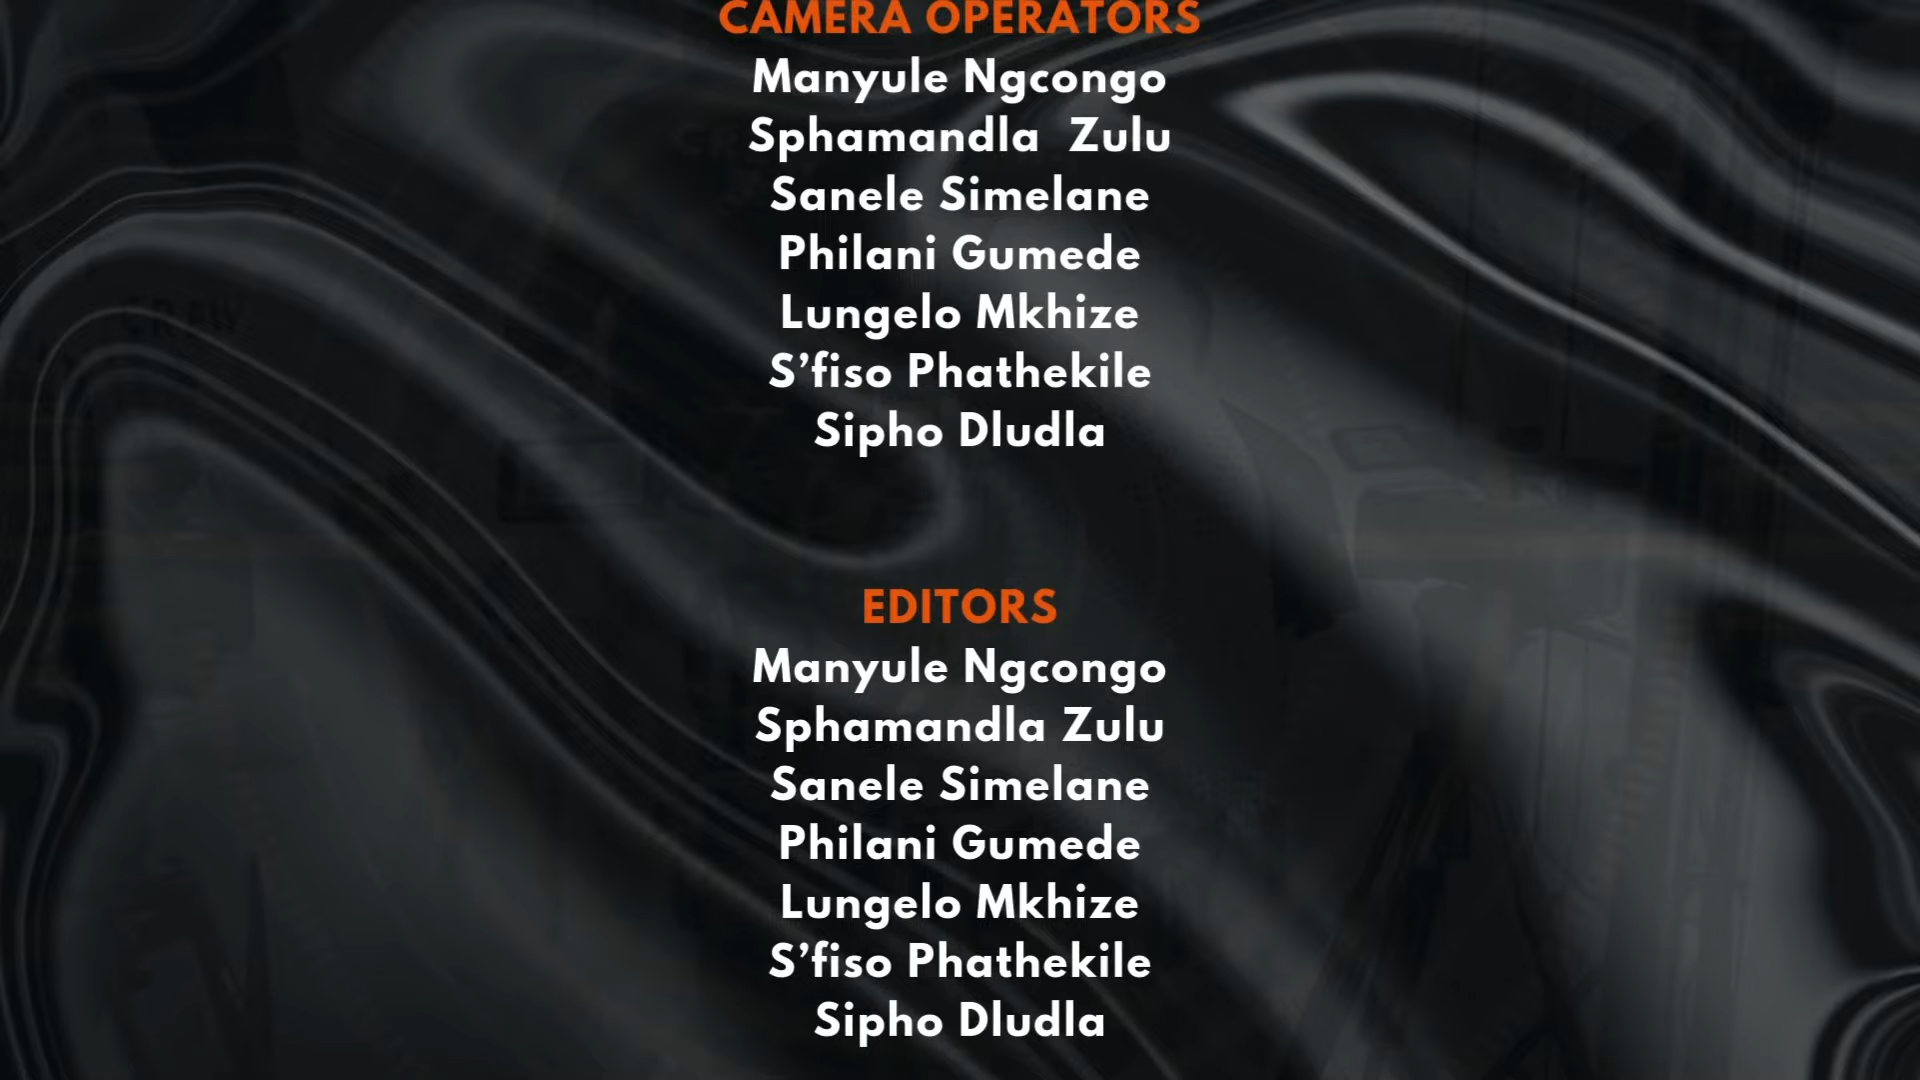 CAMERA OPERATORS
Manyule Ngcongo
Sphamandla  Zulu
Sanele Simelane
Philani Gumede
Lungelo Mkhize
S’fiso Phathekile
Sipho Dludla
EDITORS
Manyule Ngcongo
Sphamandla Zulu
Sanele Simelane
Philani Gumede
Lungelo Mkhize
S’fiso Phathekile
Sipho Dludla